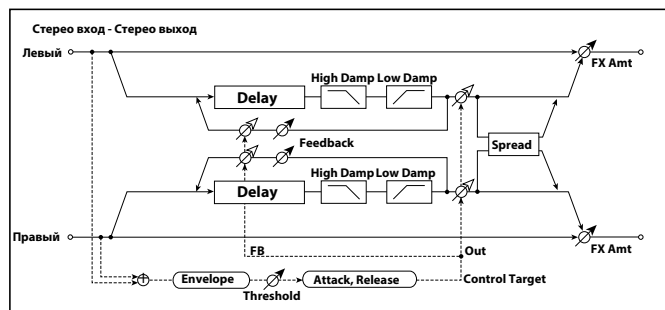 Стерео вход - Стерео выход
Левый
FX Amt
High Damp Low Damp
Delay
Feedback
Spread
High Damp Low Damp
Delay
Правый
FB
Out
FX Amt
Envelope
Threshold
Attack, Release
Control Target